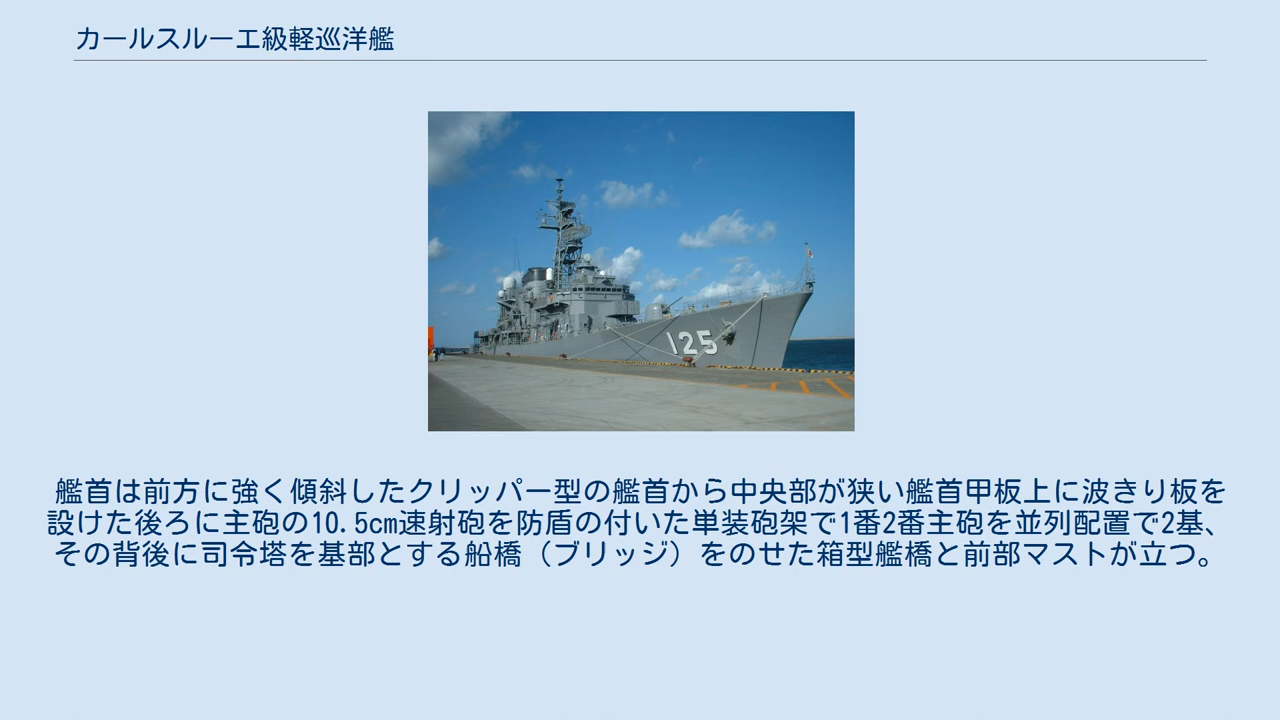 カールスルーエ級軽巡洋艦
125
艦首は前方に強く傾斜したクリッパー型の艦首から中央部が狭い艦首甲板上に波きり板を
設けた後ろに主砲の10.5cm速射砲を防盾の付いた単装砲架で1番2番主砲を並列配置で2基、
その背後に司令塔を基部とする船橋（ブリッジ）をのせた箱型艦橋と前部マストが立つ。